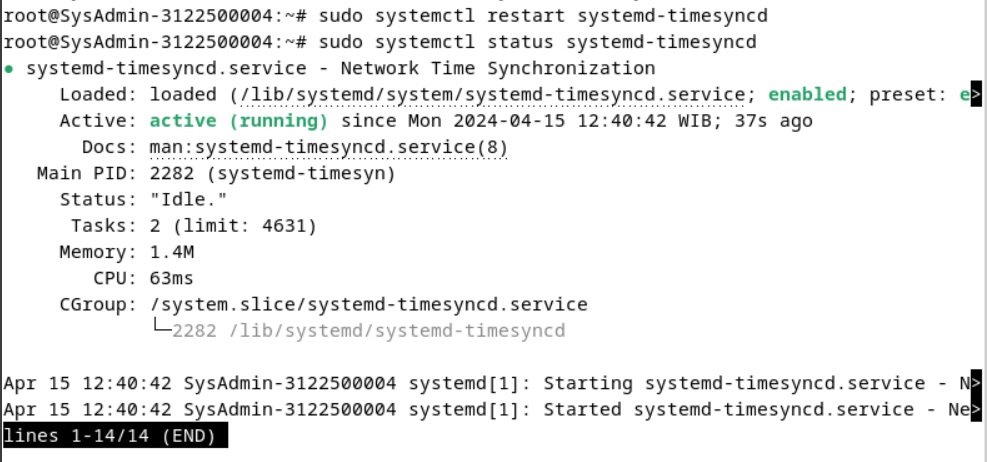 root@SysAdmin-3122500004:~# sudo systemctl restart systemd-timesyncd
root@SysAdmin-3122500004:~# sudo systemctl status systemd-timesyncd
● systemd-timesyncd.service - Network Time Synchronization
     Loaded: loaded (/lib/systemd/system/systemd-timesyncd.service; enabled; preset: e>
     Active: active (running) since Mon 2024-04-15 12:40:42 WIB; 37s ago
       Docs: man:systemd-timesyncd.service(8)
   Main PID: 2282 (systemd-timesyn)
     Status: "Idle."
      Tasks: 2 (limit: 4631)
     Memory: 1.4M
        CPU: 63ms
     CGroup: /system.slice/systemd-timesyncd.service
             └─2282 /lib/systemd/systemd-timesyncd
Apr 15 12:40:42 SysAdmin-3122500004 systemd[1]: Starting systemd-timesyncd.service - N>
Apr 15 12:40:42 SysAdmin-3122500004 systemd[1]: Started systemd-timesyncd.service - Ne>
lines 1-14/14 (END)